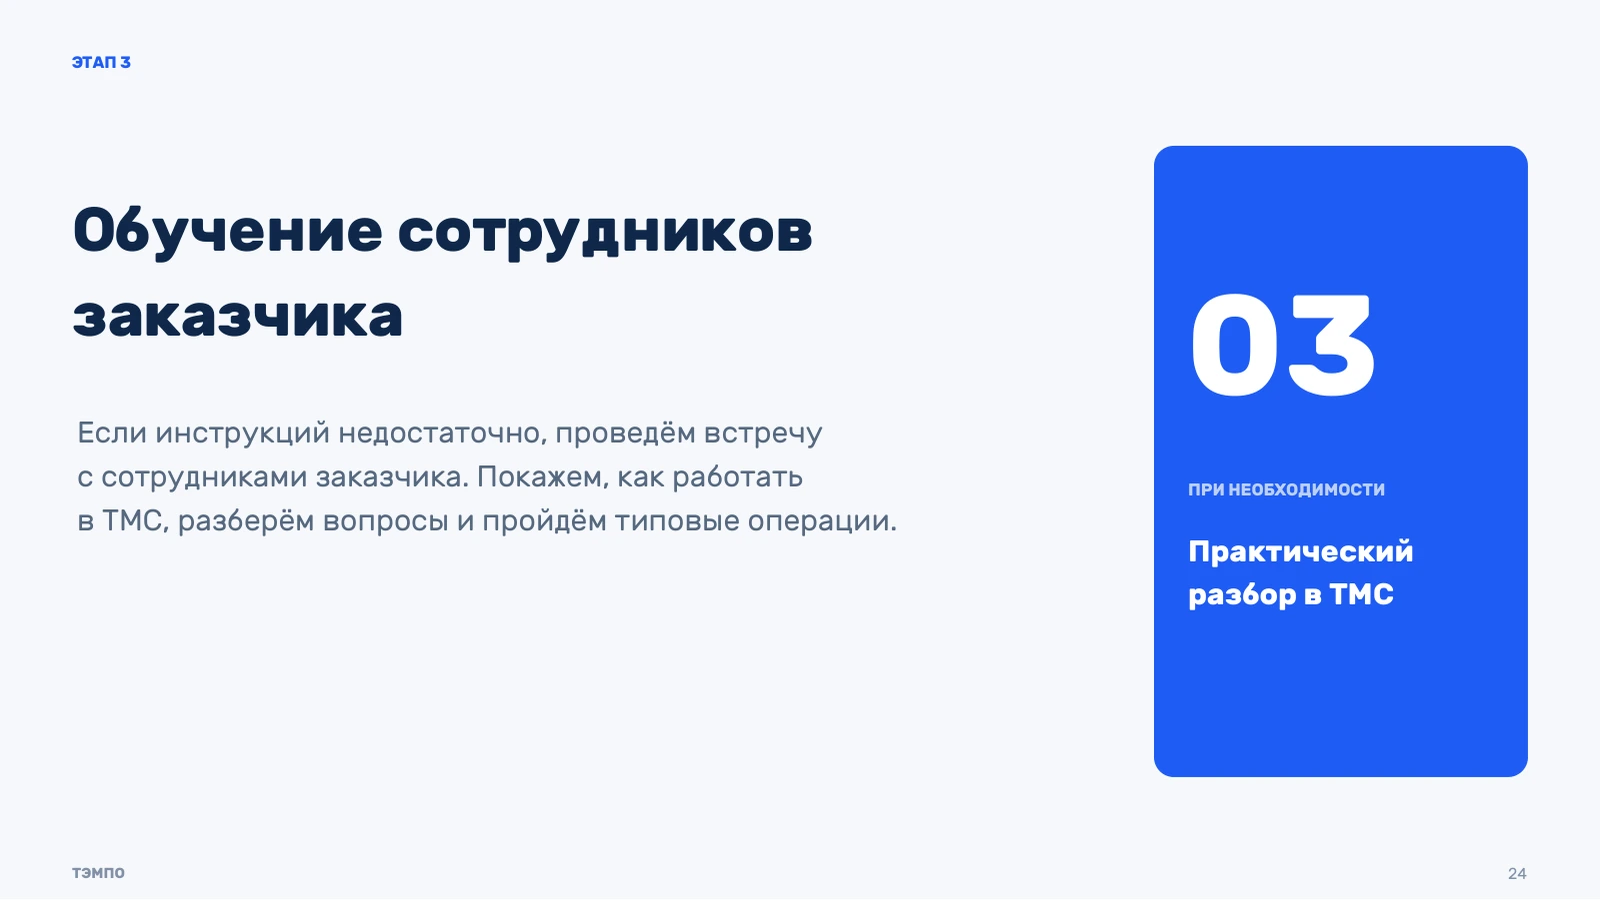 ЭТАП 3
Обучение сотрудников
заказчика
Если инструкций недостаточно, проведём встречу
с сотрудниками заказчика. Покажем, как работать
в ТМС, разберём вопросы и пройдём типовые операции.
03
ПРИ НЕОБХОДИМОСТИ
Практический
разбор в ТМС
ТЭМПО
24